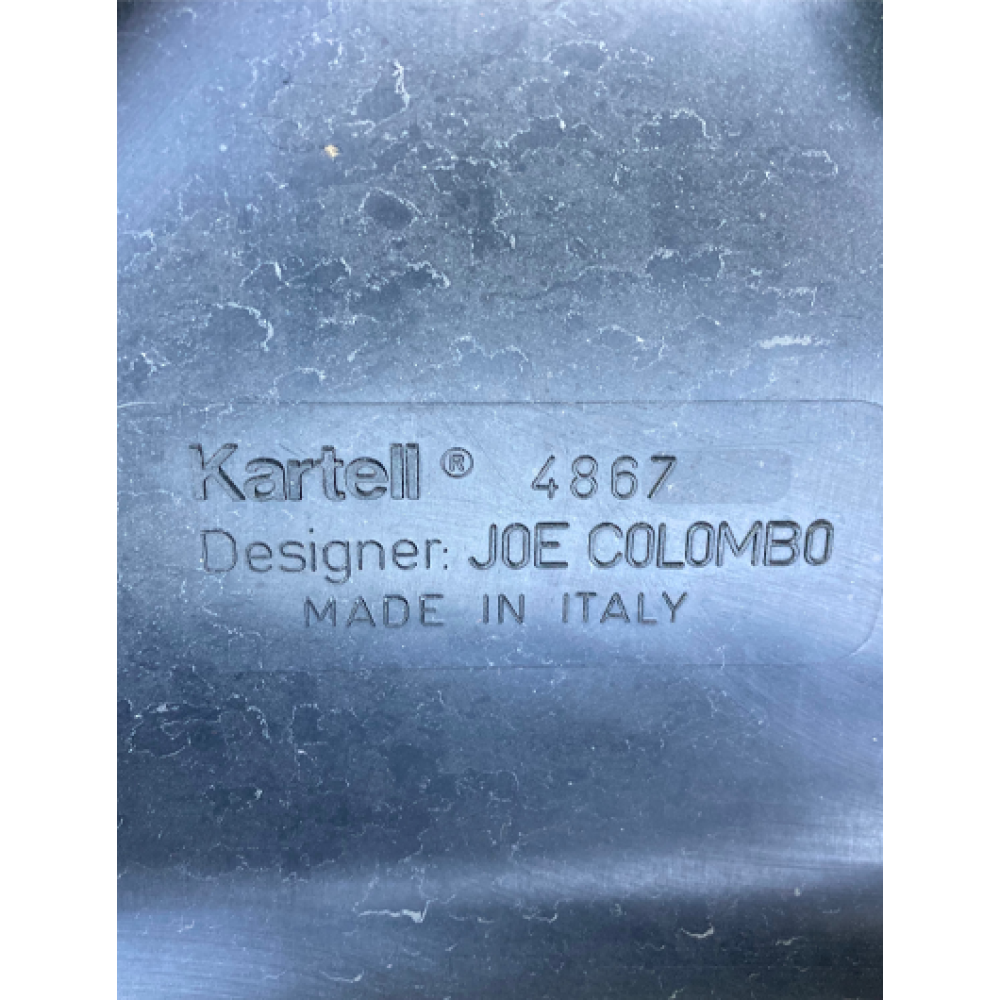 Kartell® 4867
Designer: JOE COLOMBO
MADE IN ITALY